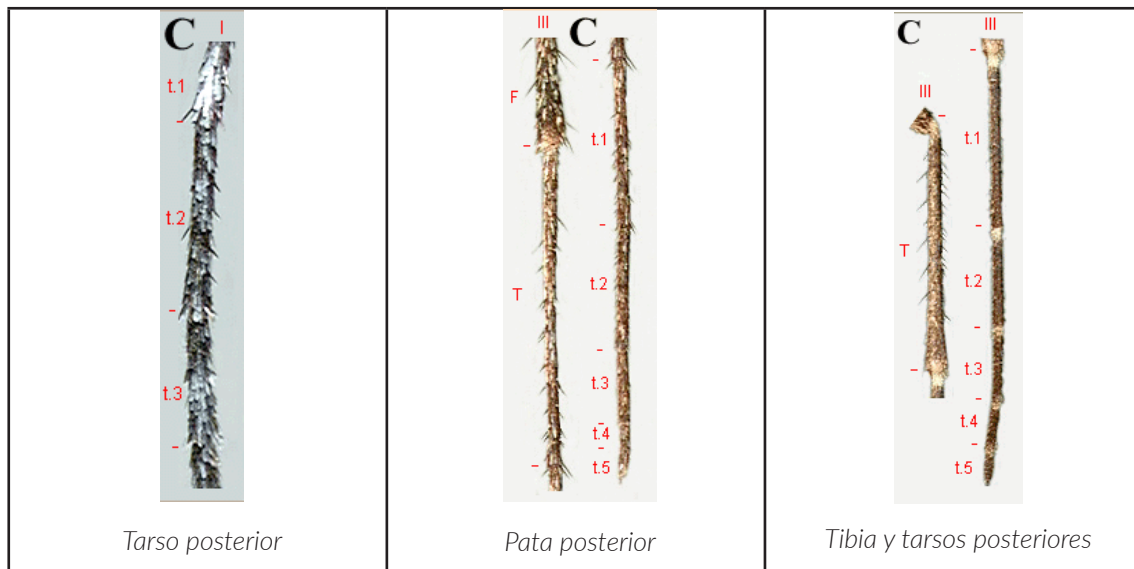 C
I
t.1
t.2
t.3
Tarso posterior
III
C
F
T
t.1
t.2
t.3
t.4
t.5
Pata posterior
C
III
III
T
t.1
t.2
t.3
t.4
t.5
Tibia y tarsos posteriores